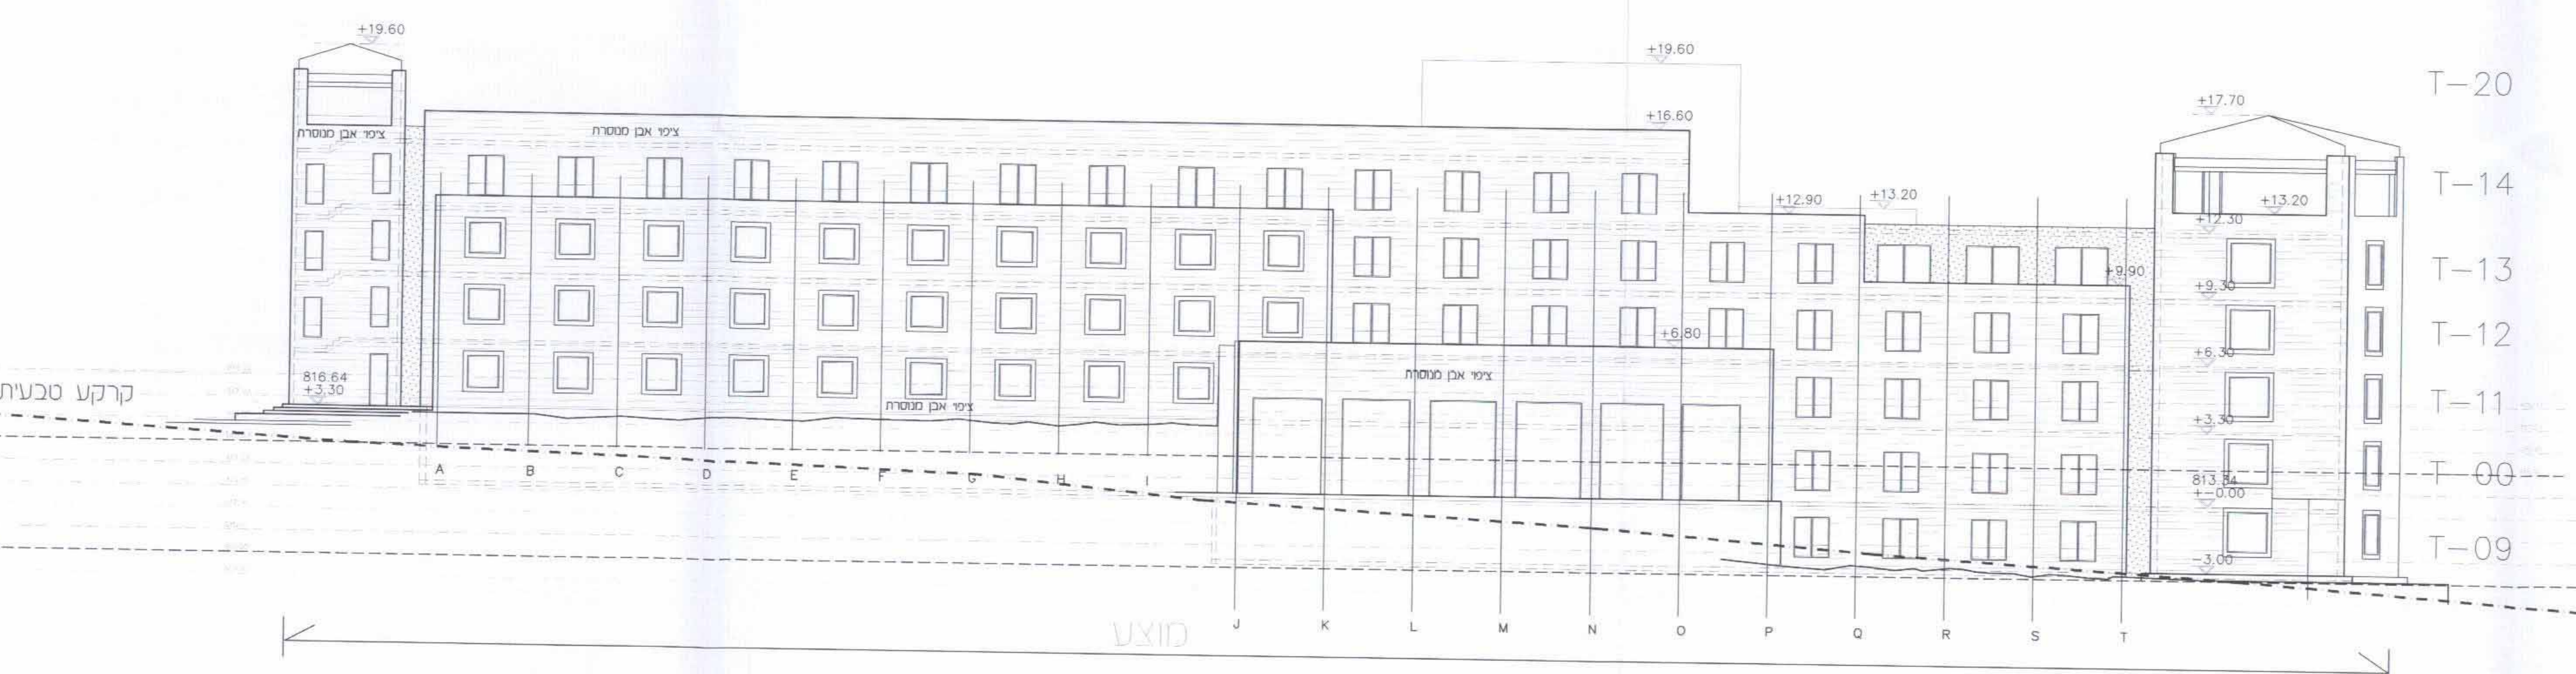 +19.60
+19.60
T-20
+17.70
+16.60
ציפוי אבן מנוסרת
ציפוי אבן מנוסרת
T-14
+12.90
+13.20
+13.20
+12.30
T-13
+9.90
+9.30
T-12
+6.80
+6.30
ציפוי אבן מנוסרת
816.64
+3.30
קרקע טבעית
ציפוי אבן מנוסרת
T-11
+3.30
A B C D E F G H I
T-00
813.34
+-0.00
T-09
-3.00
J K L M N O P Q R S T
מוצע